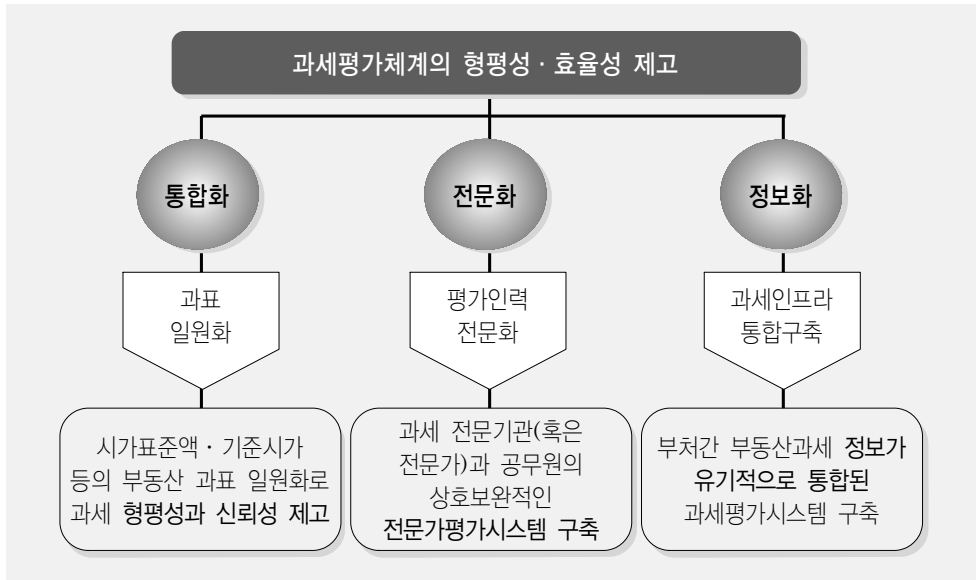 과세평가체계의 형평성 · 효율성 제고
통합화
전문화
정보화
과표
일원화
평가인력
전문화
과세인프라
통합구축
시가표준액 · 기준시가
등의 부동산 과표 일원화로
과세 형평성과 신뢰성 제고
과세 전문기관(혹은
전문가)과 공무원의
상호보완적인
전문가평가시스템 구축
부처간 부동산과세 정보가
유기적으로 통합된
과세평가시스템 구축